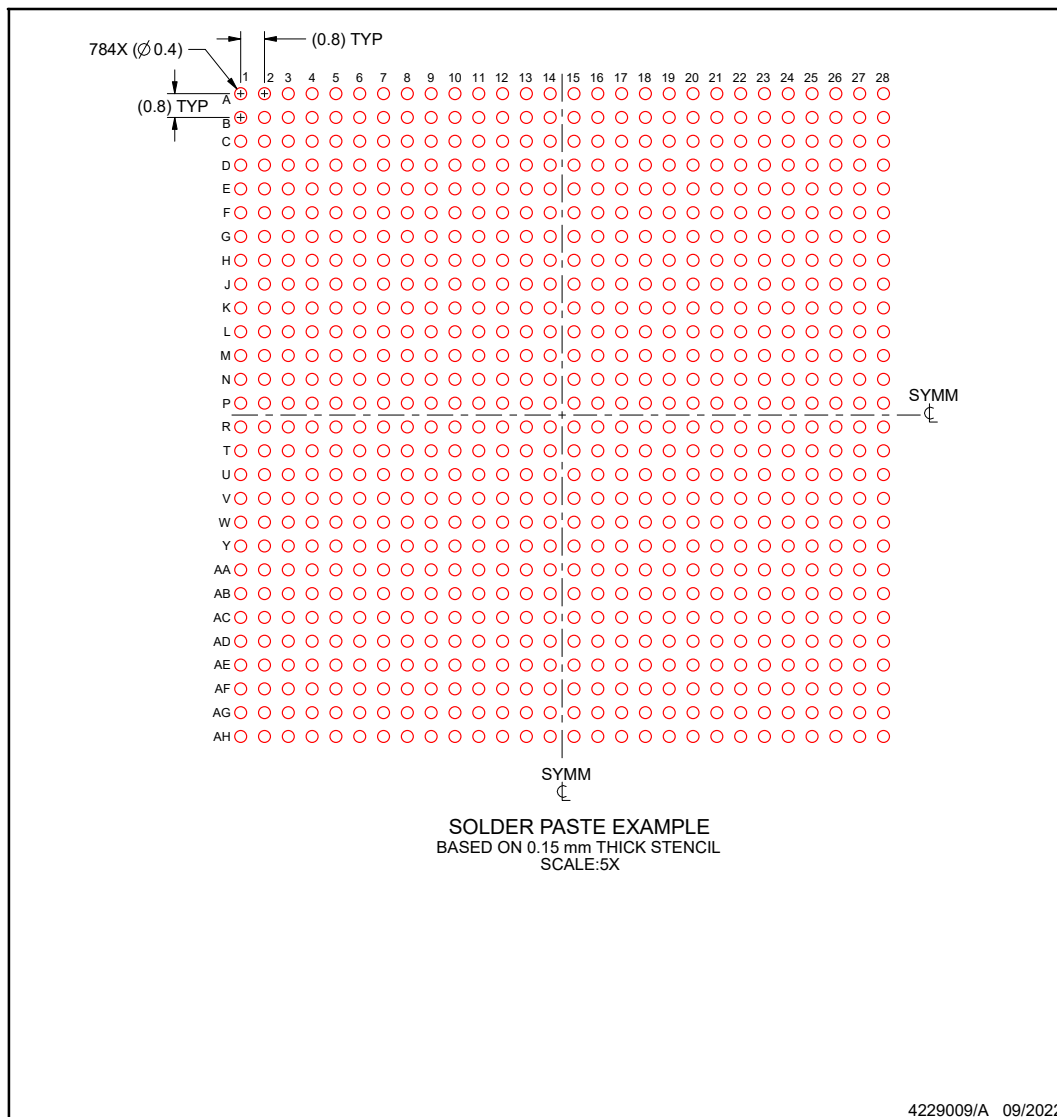 784X (∅ 0.4)
(0.8) TYP
(0.8) TYP
1 2 3 4 5 6 7 8 9 10 11 12 13 14 15 16 17 18 19 20 21 22 23 24 25 26 27 28
A
B
C
D
E
F
G
H
J
K
L
M
N
P
SYMM
℄
R
T
U
V
W
Y
AA
AB
AC
AD
AE
AF
AG
AH
SYMM
℄
SOLDER PASTE EXAMPLE
BASED ON 0.15 mm THICK STENCIL
SCALE:5X
4229009/A 09/2022